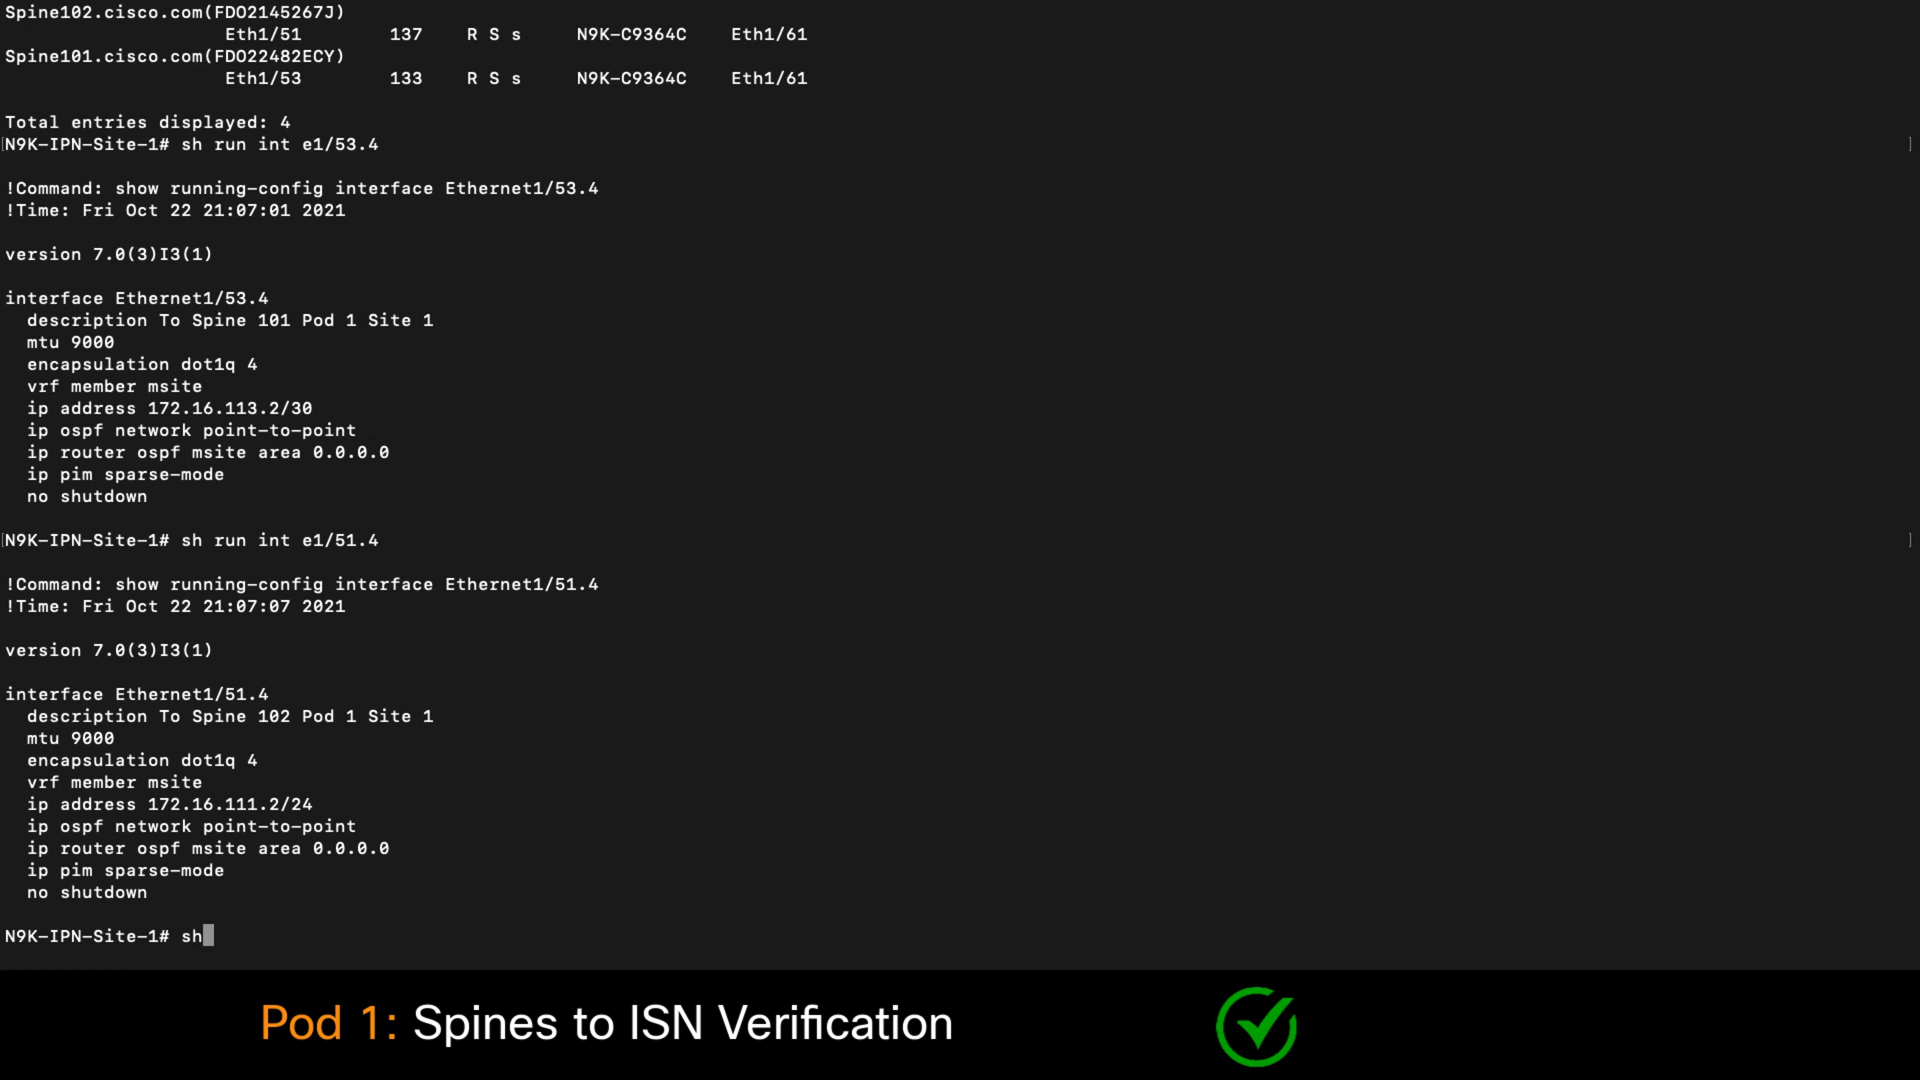 Spine102.cisco.com(FDO2145267J)
                    Eth1/51        137    R S s     N9K-C9364C    Eth1/61
Spine101.cisco.com(FDO22482ECY)
                    Eth1/53        133    R S s     N9K-C9364C    Eth1/61

Total entries displayed: 4
[N9K-IPN-Site-1# sh run int e1/53.4 ]

!Command: show running-config interface Ethernet1/53.4
!Time: Fri Oct 22 21:07:01 2021

version 7.0(3)I3(1)

interface Ethernet1/53.4
  description To Spine 101 Pod 1 Site 1
  mtu 9000
  encapsulation dot1q 4
  vrf member msite
  ip address 172.16.113.2/30
  ip ospf network point-to-point
  ip router ospf msite area 0.0.0.0
  ip pim sparse-mode
  no shutdown

[N9K-IPN-Site-1# sh run int e1/51.4 ]

!Command: show running-config interface Ethernet1/51.4
!Time: Fri Oct 22 21:07:07 2021

version 7.0(3)I3(1)

interface Ethernet1/51.4
  description To Spine 102 Pod 1 Site 1
  mtu 9000
  encapsulation dot1q 4
  vrf member msite
  ip address 172.16.111.2/24
  ip ospf network point-to-point
  ip router ospf msite area 0.0.0.0
  ip pim sparse-mode
  no shutdown

N9K-IPN-Site-1# sh
Pod 1: Spines to ISN Verification